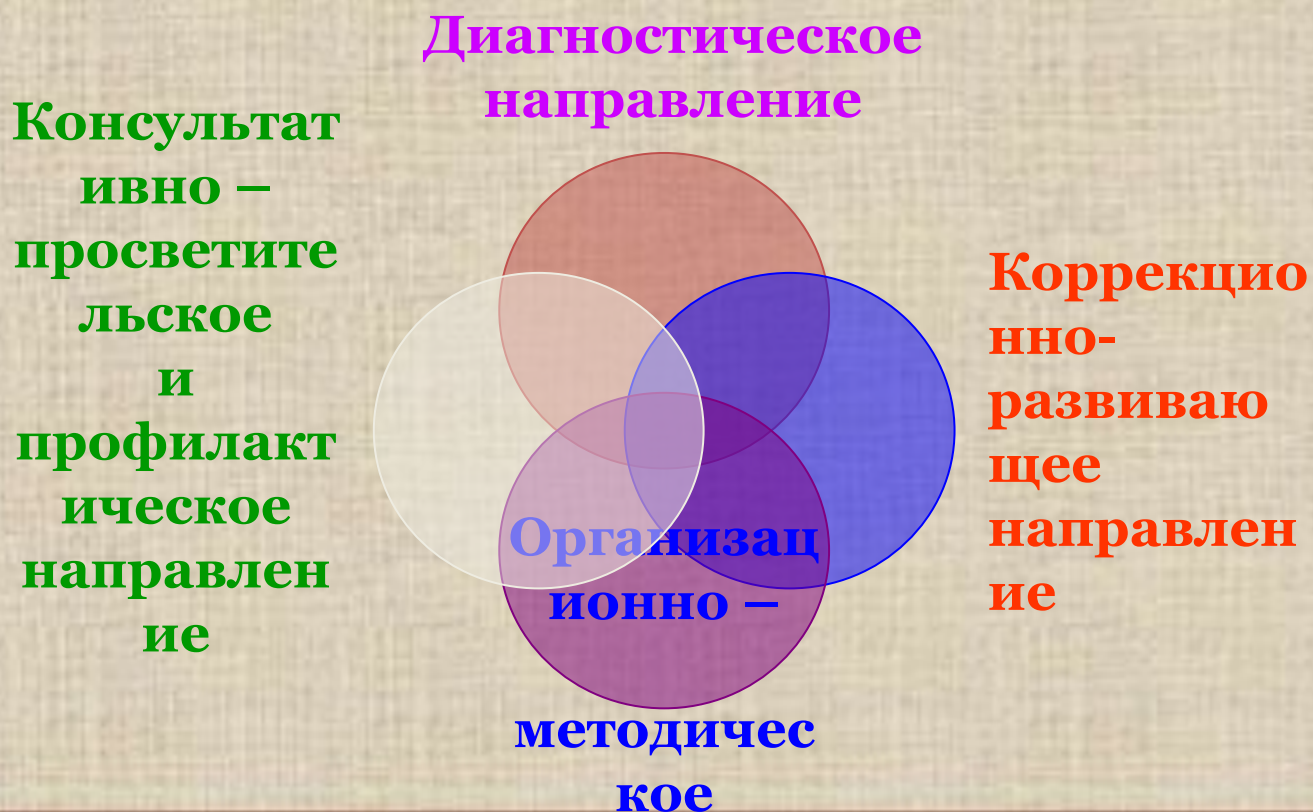 Диагностическое
направление
Консультат
ивно –
просветите
льское
и
профилакт
ическое
направлен
ие
Коррекцио
нно-
развиваю
щее
направлен
ие
Организац
ионно –
методичес
кое